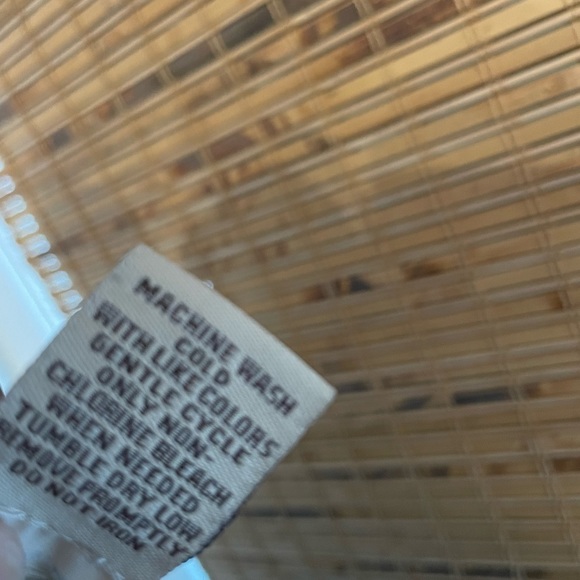 MACHINE WASH
COLD
WITH LIKE COLORS
GENTLE CYCLE
ONLY NON-
CHLORINE BLEACH
WHEN NEEDED
TUMBLE DRY LOW
REMOVE PROMPTLY
DO NOT IRON